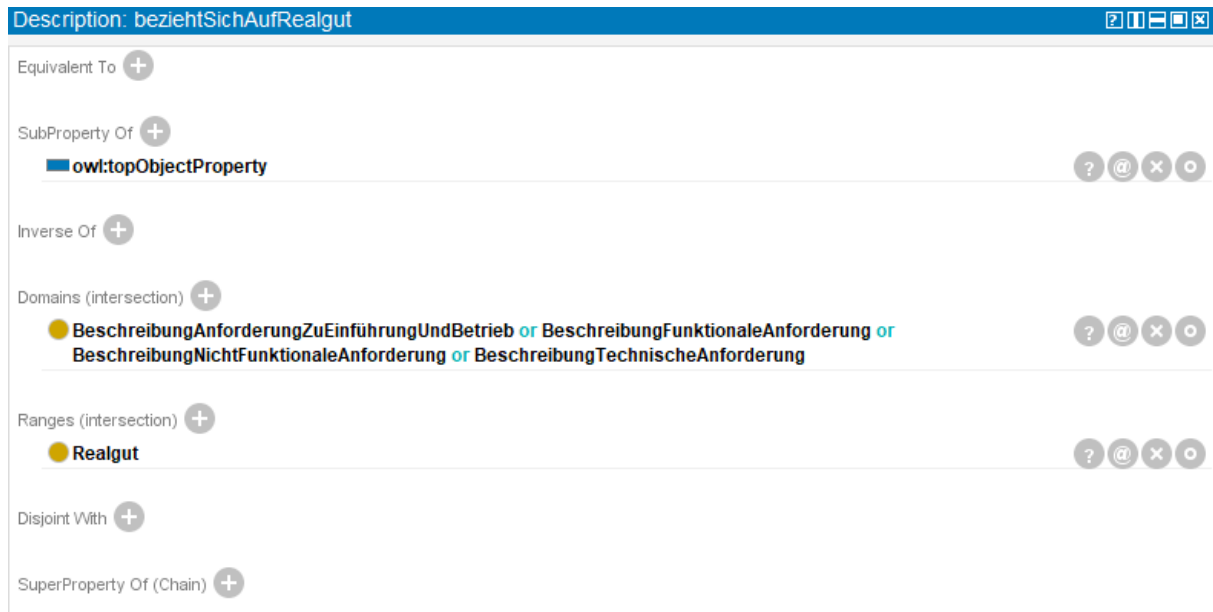 Description: beziehtSichAufRealgut
Equivalent To
SubProperty Of
owl:topObjectProperty
Inverse Of
Domains (intersection)
BeschreibungAnforderungZuEinführungUndBetrieb or BeschreibungFunktionaleAnforderung or
BeschreibungNichtFunktionaleAnforderung or BeschreibungTechnischeAnforderung
Ranges (intersection)
Realgut
Disjoint With
SuperProperty Of (Chain)